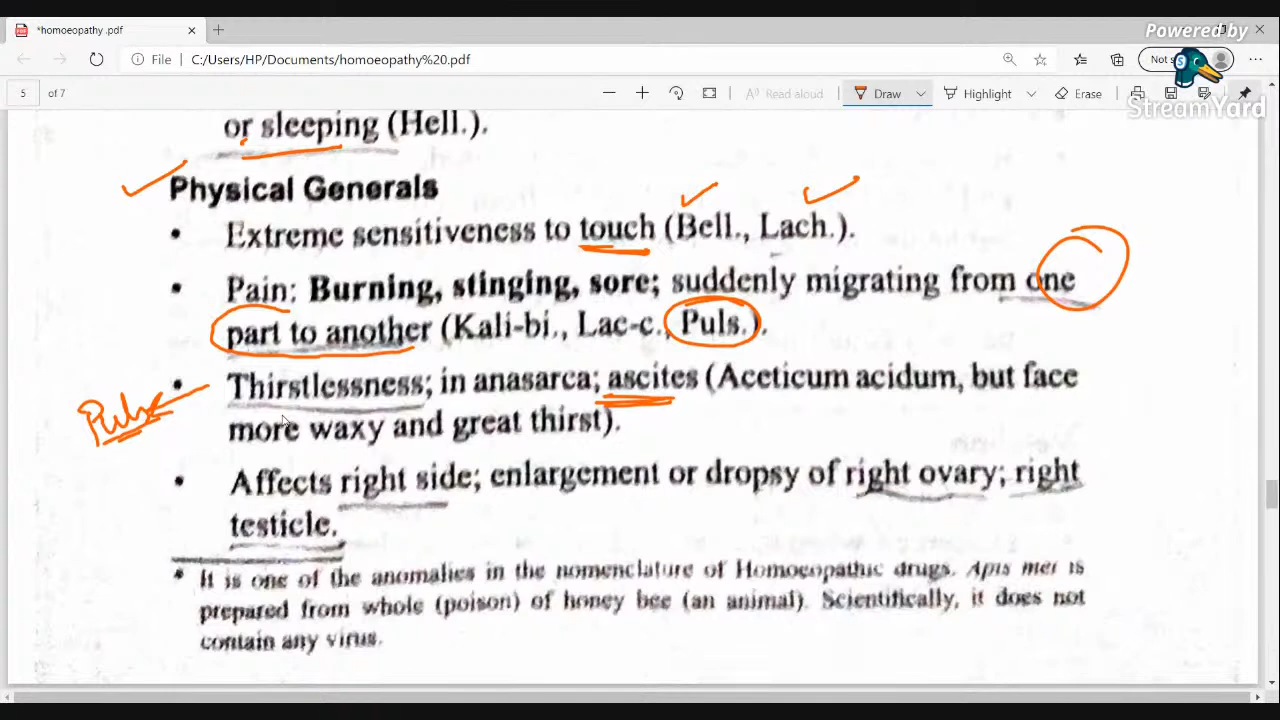 *homoeopathy .pdf
Powered by
File
C:/Users/HP/Documents/homoeopathy%20.pdf
Not s
5 of 7
Read aloud
Draw
Highlight
Erase
StreamYard
or sleeping (Hell.).
Physical Generals
• Extreme sensitiveness to touch (Bell., Lach.).
• Pain: Burning, stinging, sore; suddenly migrating from one
part to another (Kali-bi., Lac-c., Puls.).
Puls
• Thirstlessness; in anasarca; ascites (Aceticum acidum, but face
more waxy and great thirst).
• Affects right side; enlargement or dropsy of right ovary; right
testicle.
* It is one of the anomalies in the nomenclature of Homoeopathic drugs. Apis mel is
prepared from whole (poison) of honey bee (an animal). Scientifically, it does not
contain any virus.